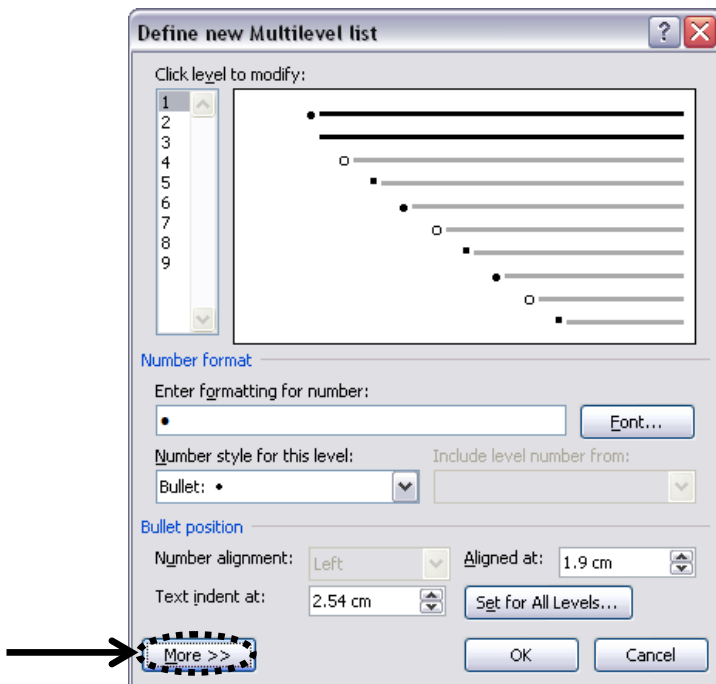 Define new Multilevel list
Click level to modify:
1
2
3
4
5
6
7
8
9
Number format
Enter formatting for number:
•
Font...
Number style for this level:
Include level number from:
Bullet: •
Bullet position
Number alignment:
Left
Aligned at:
1.9 cm
Text indent at:
2.54 cm
Set for All Levels...
More >>
OK
Cancel